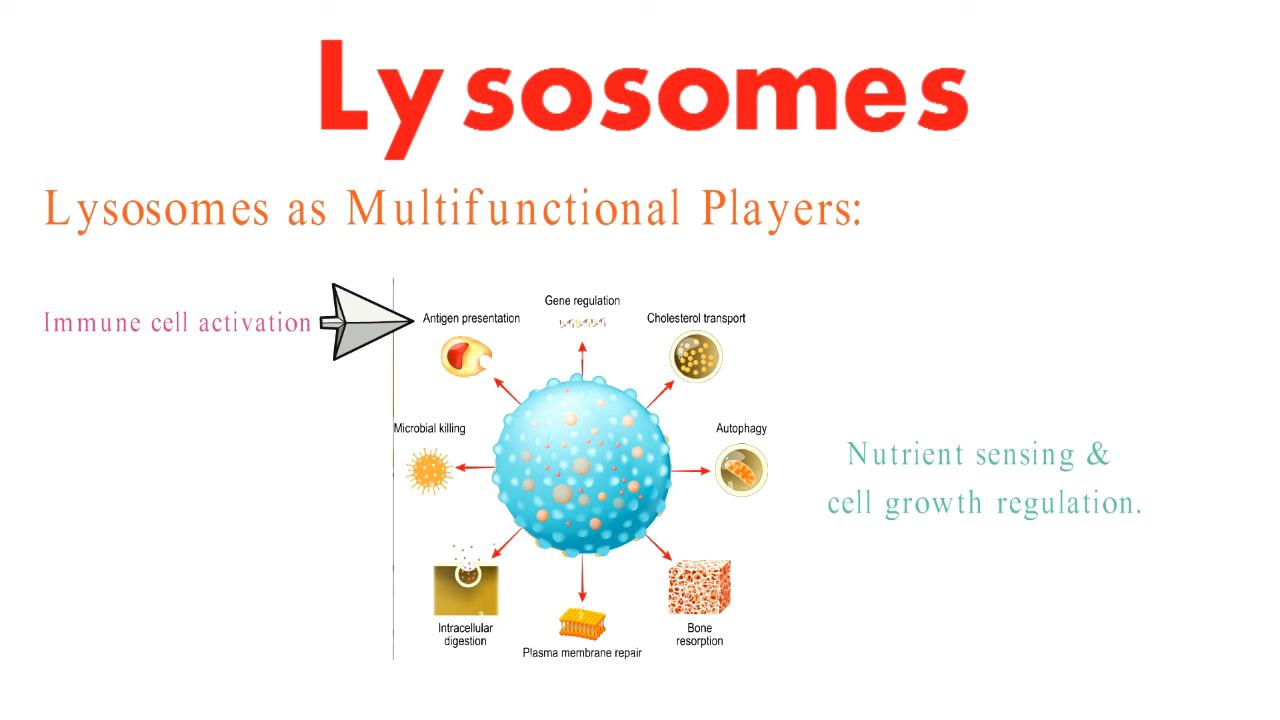 Lysosomes
Lysosomes as Multifunctional Players:
Immune cell activation
Gene regulation
Antigen presentation
Cholesterol transport
Microbial killing
Autophagy
Nutrient sensing &
cell growth regulation.
Intracellular
digestion
Plasma membrane repair
Bone
resorption